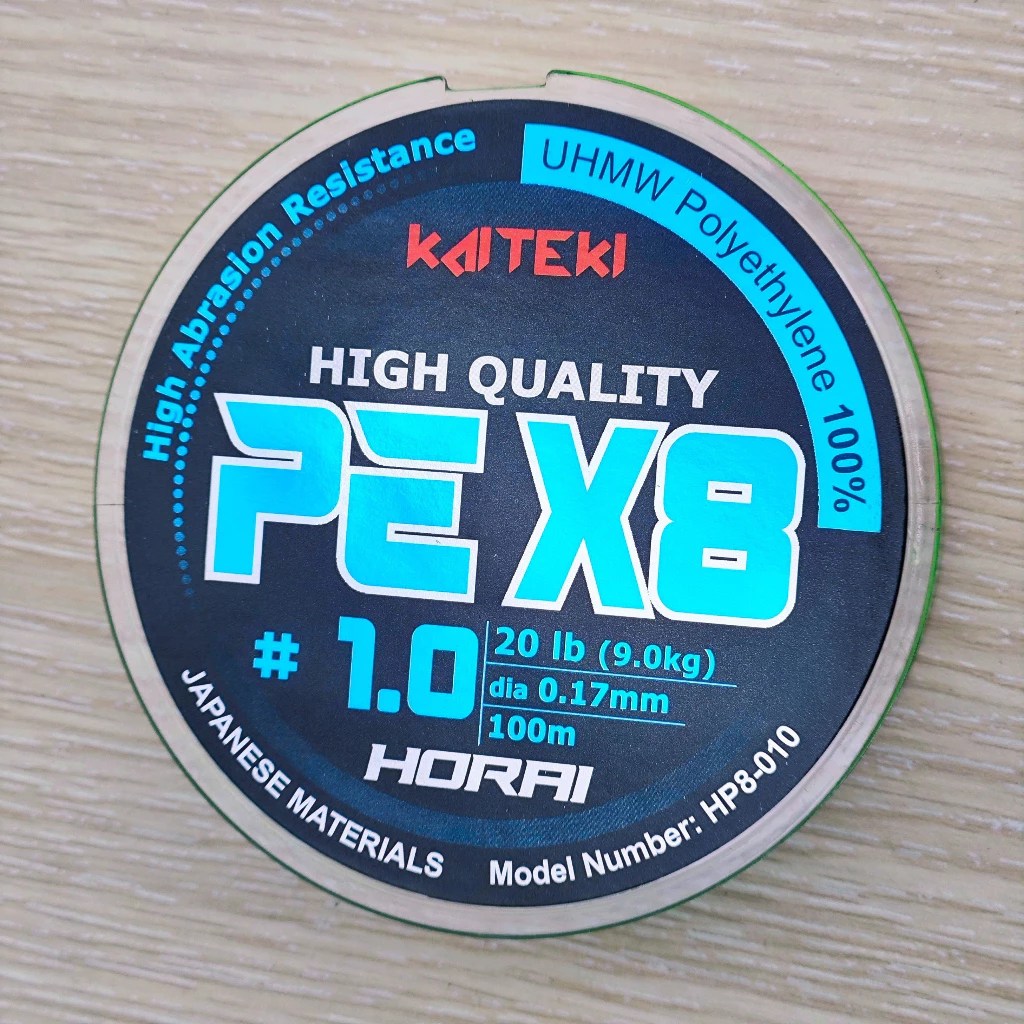 High Abrasion Resistance
UHMW Polyethylene 100%
KAITEKI
HIGH QUALITY
PE X8
# 1.0
20 lb (9.0kg)
dia 0.17mm
100m
HORAI
JAPANESE MATERIALS
Model Number: HP8-010